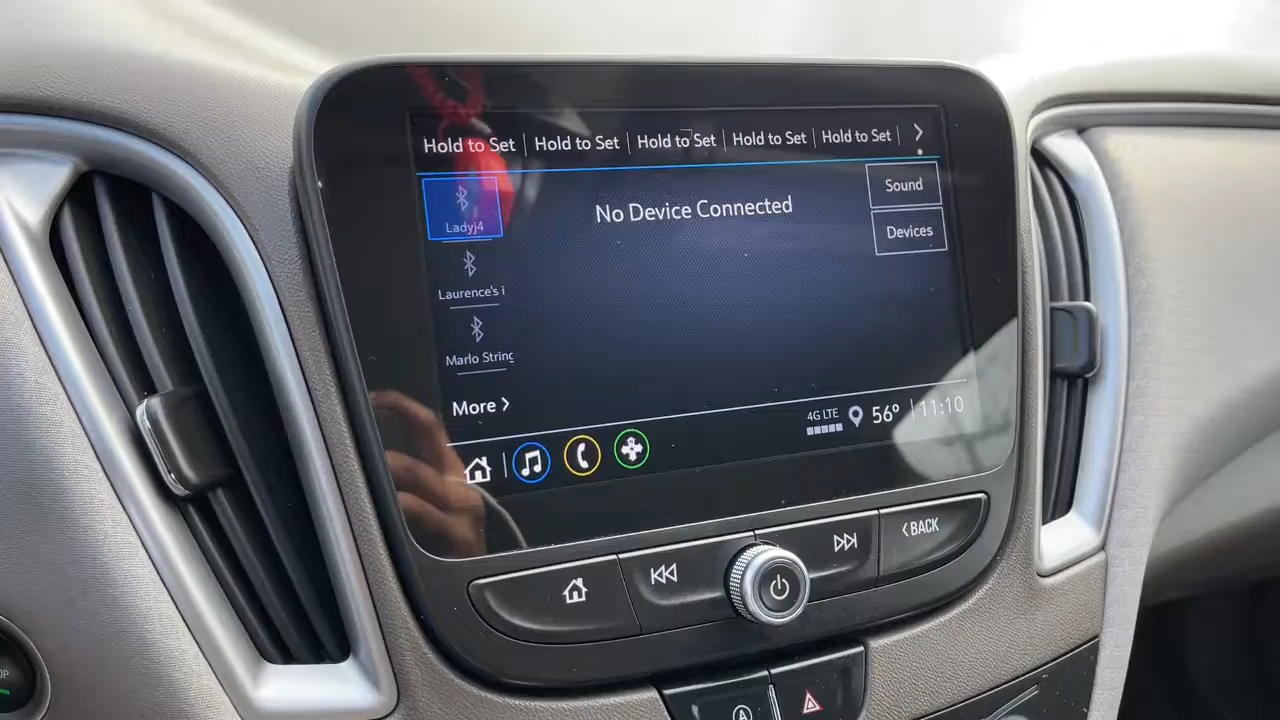 Hold to Set | Hold to Set | Hold to Set | Hold to Set | Hold to Set
Sound
Ladyj4
No Device Connected
Devices
Laurence's i
Marlo String
More >
4G LTE
56° | 11:10
< BACK
A